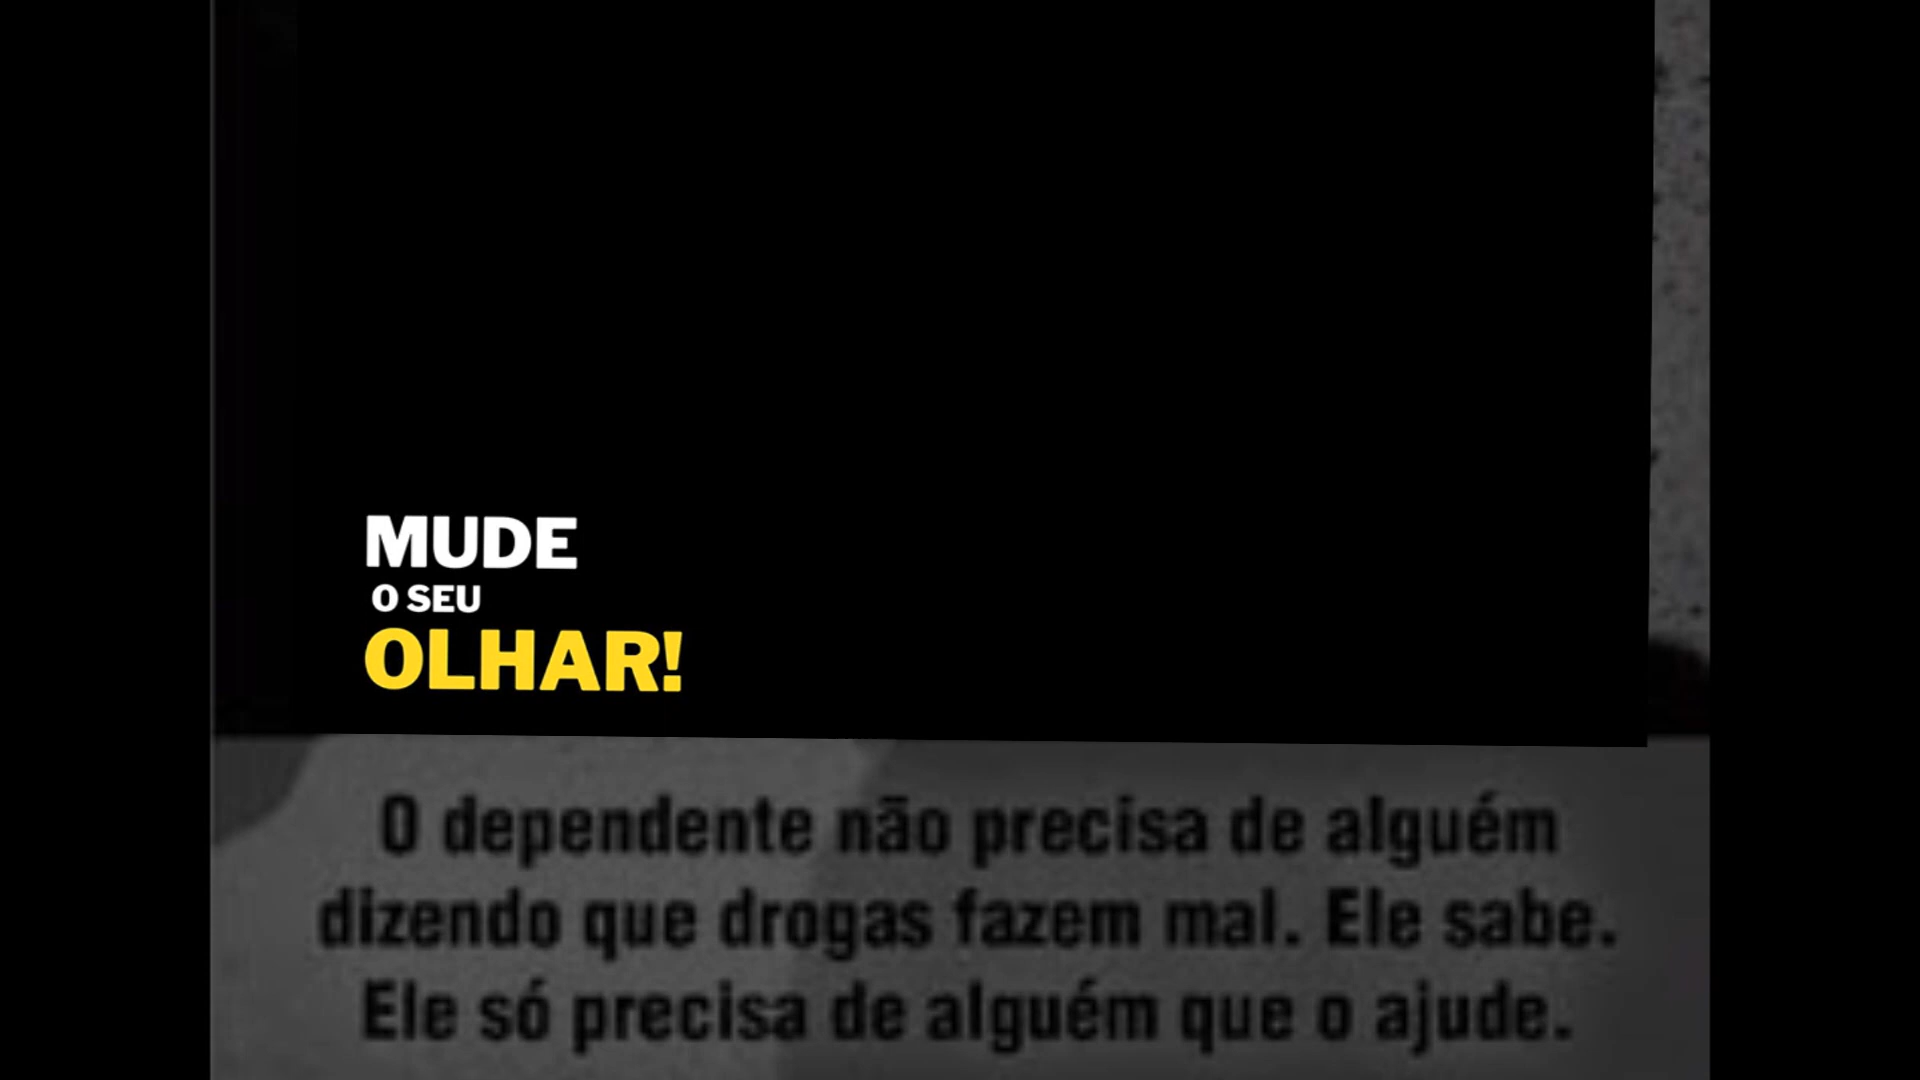 MUDE
O SEU
OLHAR!
O dependente não precisa de alguém
dizendo que drogas fazem mal. Ele sabe.
Ele só precisa de alguém que o ajude.